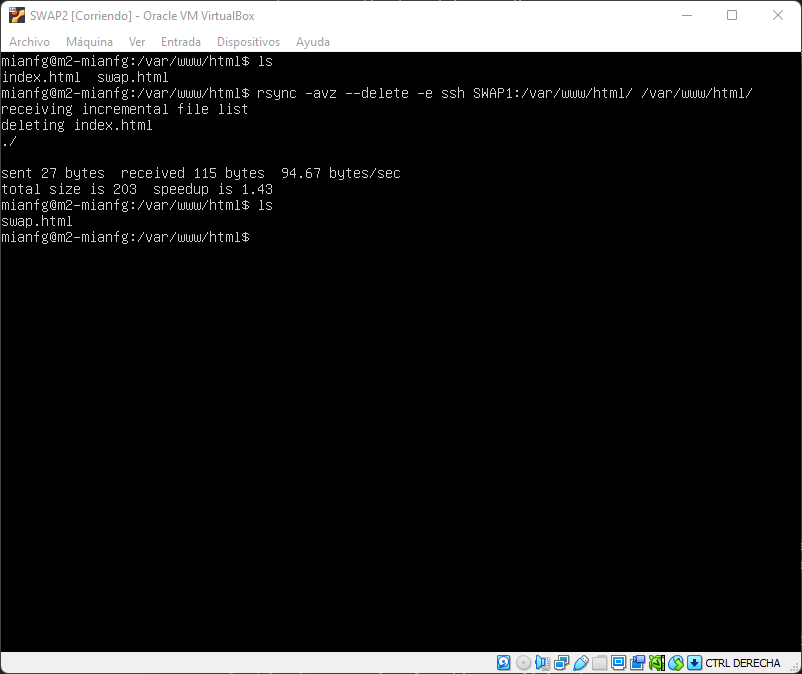 SWAP2 [Corriendo] - Oracle VM VirtualBox
Archivo Máquina Ver Entrada Dispositivos Ayuda
mianfg@m2-mianfg:/var/www/html$ ls
index.html  swap.html
mianfg@m2-mianfg:/var/www/html$ rsync -avz --delete -e ssh SWAP1:/var/www/html/ /var/www/html/
receiving incremental file list
deleting index.html
./
sent 27 bytes  received 115 bytes  94.67 bytes/sec
total size is 203  speedup is 1.43
mianfg@m2-mianfg:/var/www/html$ ls
swap.html
mianfg@m2-mianfg:/var/www/html$
CTRL DERECHA